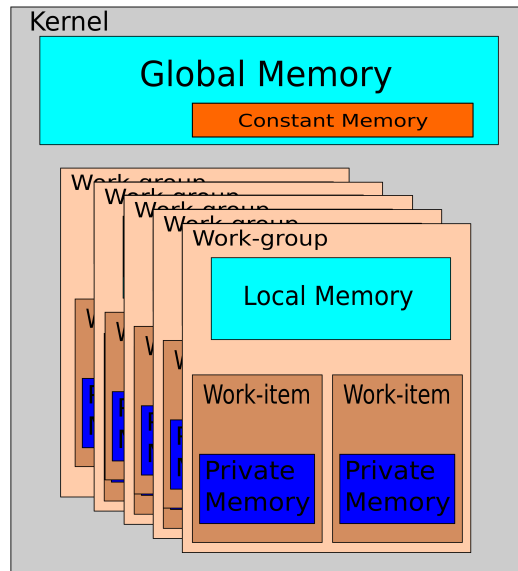 Kernel
Global Memory
Constant Memory
Work-group
Work-group
Work-group
Work-group
Work-group
Local Memory
Work-item
Work-item
Private
Memory
Private
Memory